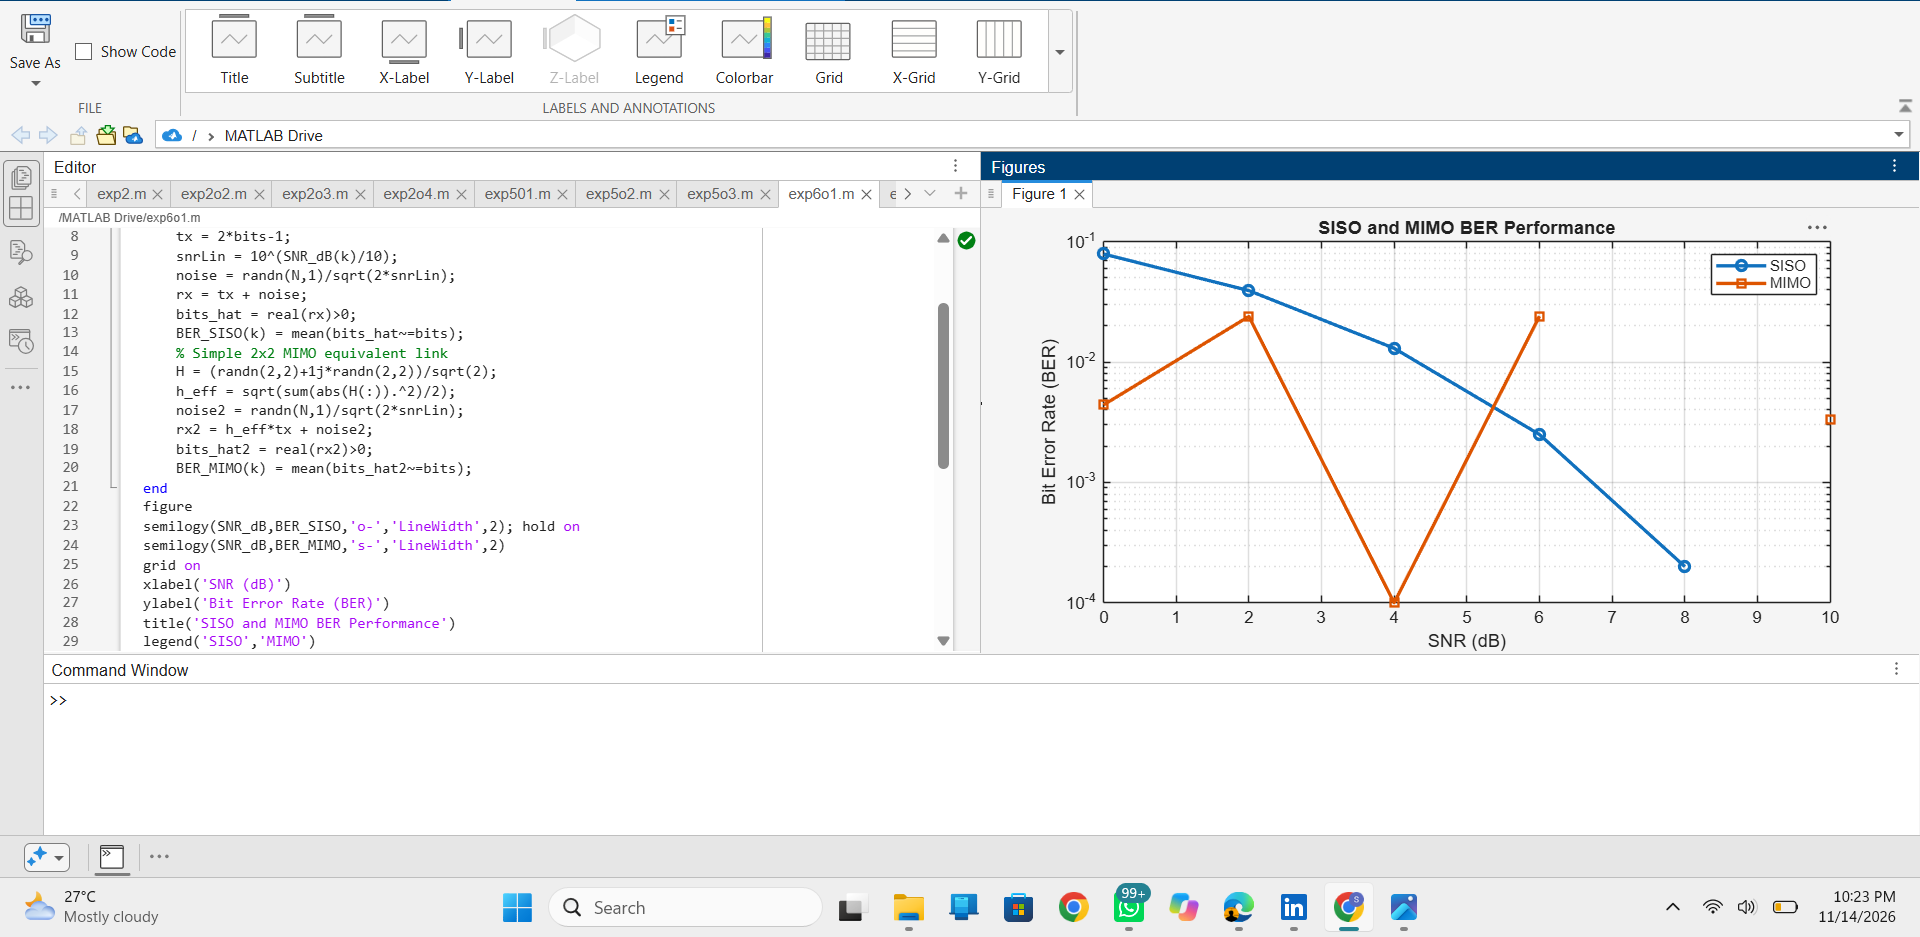 Save As
Show Code
Title
Subtitle
X-Label
Y-Label
Z-Label
Legend
Colorbar
Grid
X-Grid
Y-Grid
FILE
LABELS AND ANNOTATIONS
/ › MATLAB Drive
Editor
exp2.m
exp2o2.m
exp2o3.m
exp2o4.m
exp501.m
exp5o2.m
exp5o3.m
exp6o1.m
e
/MATLAB Drive/exp6o1.m
8 tx = 2*bits-1;
9 snrLin = 10^(SNR_dB(k)/10);
10 noise = randn(N,1)/sqrt(2*snrLin);
11 rx = tx + noise;
12 bits_hat = real(rx)>0;
13 BER_SISO(k) = mean(bits_hat~=bits);
14 % Simple 2x2 MIMO equivalent link
15 H = (randn(2,2)+1j*randn(2,2))/sqrt(2);
16 h_eff = sqrt(sum(abs(H(:)).^2)/2);
17 noise2 = randn(N,1)/sqrt(2*snrLin);
18 rx2 = h_eff*tx + noise2;
19 bits_hat2 = real(rx2)>0;
20 BER_MIMO(k) = mean(bits_hat2~=bits);
21 end
22 figure
23 semilogy(SNR_dB,BER_SISO,'o-','LineWidth',2); hold on
24 semilogy(SNR_dB,BER_MIMO,'s-','LineWidth',2)
25 grid on
26 xlabel('SNR (dB)')
27 ylabel('Bit Error Rate (BER)')
28 title('SISO and MIMO BER Performance')
29 legend('SISO','MIMO')
Figures
Figure 1
SISO and MIMO BER Performance
SISO
MIMO
Bit Error Rate (BER)
10-1
10-2
10-3
10-4
0 1 2 3 4 5 6 7 8 9 10
SNR (dB)
Command Window
>>
27°C
Mostly cloudy
Search
99+
in
S
10:23 PM
11/14/2026